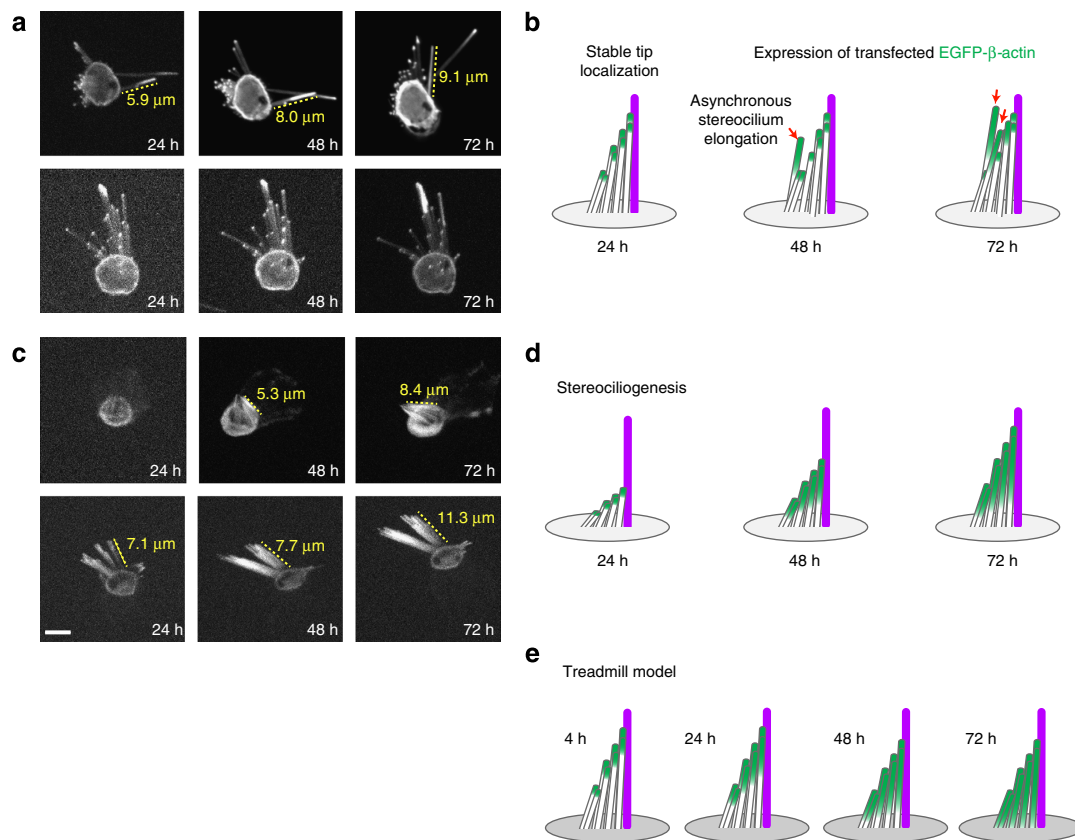 a
5.9 μm
24 h
8.0 μm
48 h
9.1 μm
72 h
24 h
48 h
72 h
b
Stable tip
localization
Expression of transfected EGFP-β-actin
Asynchronous
stereocilium
elongation
24 h
48 h
72 h
c
24 h
5.3 μm
48 h
8.4 μm
72 h
7.1 μm
24 h
7.7 μm
48 h
11.3 μm
72 h
d
Stereociliogenesis
24 h
48 h
72 h
e
Treadmill model
4 h
24 h
48 h
72 h